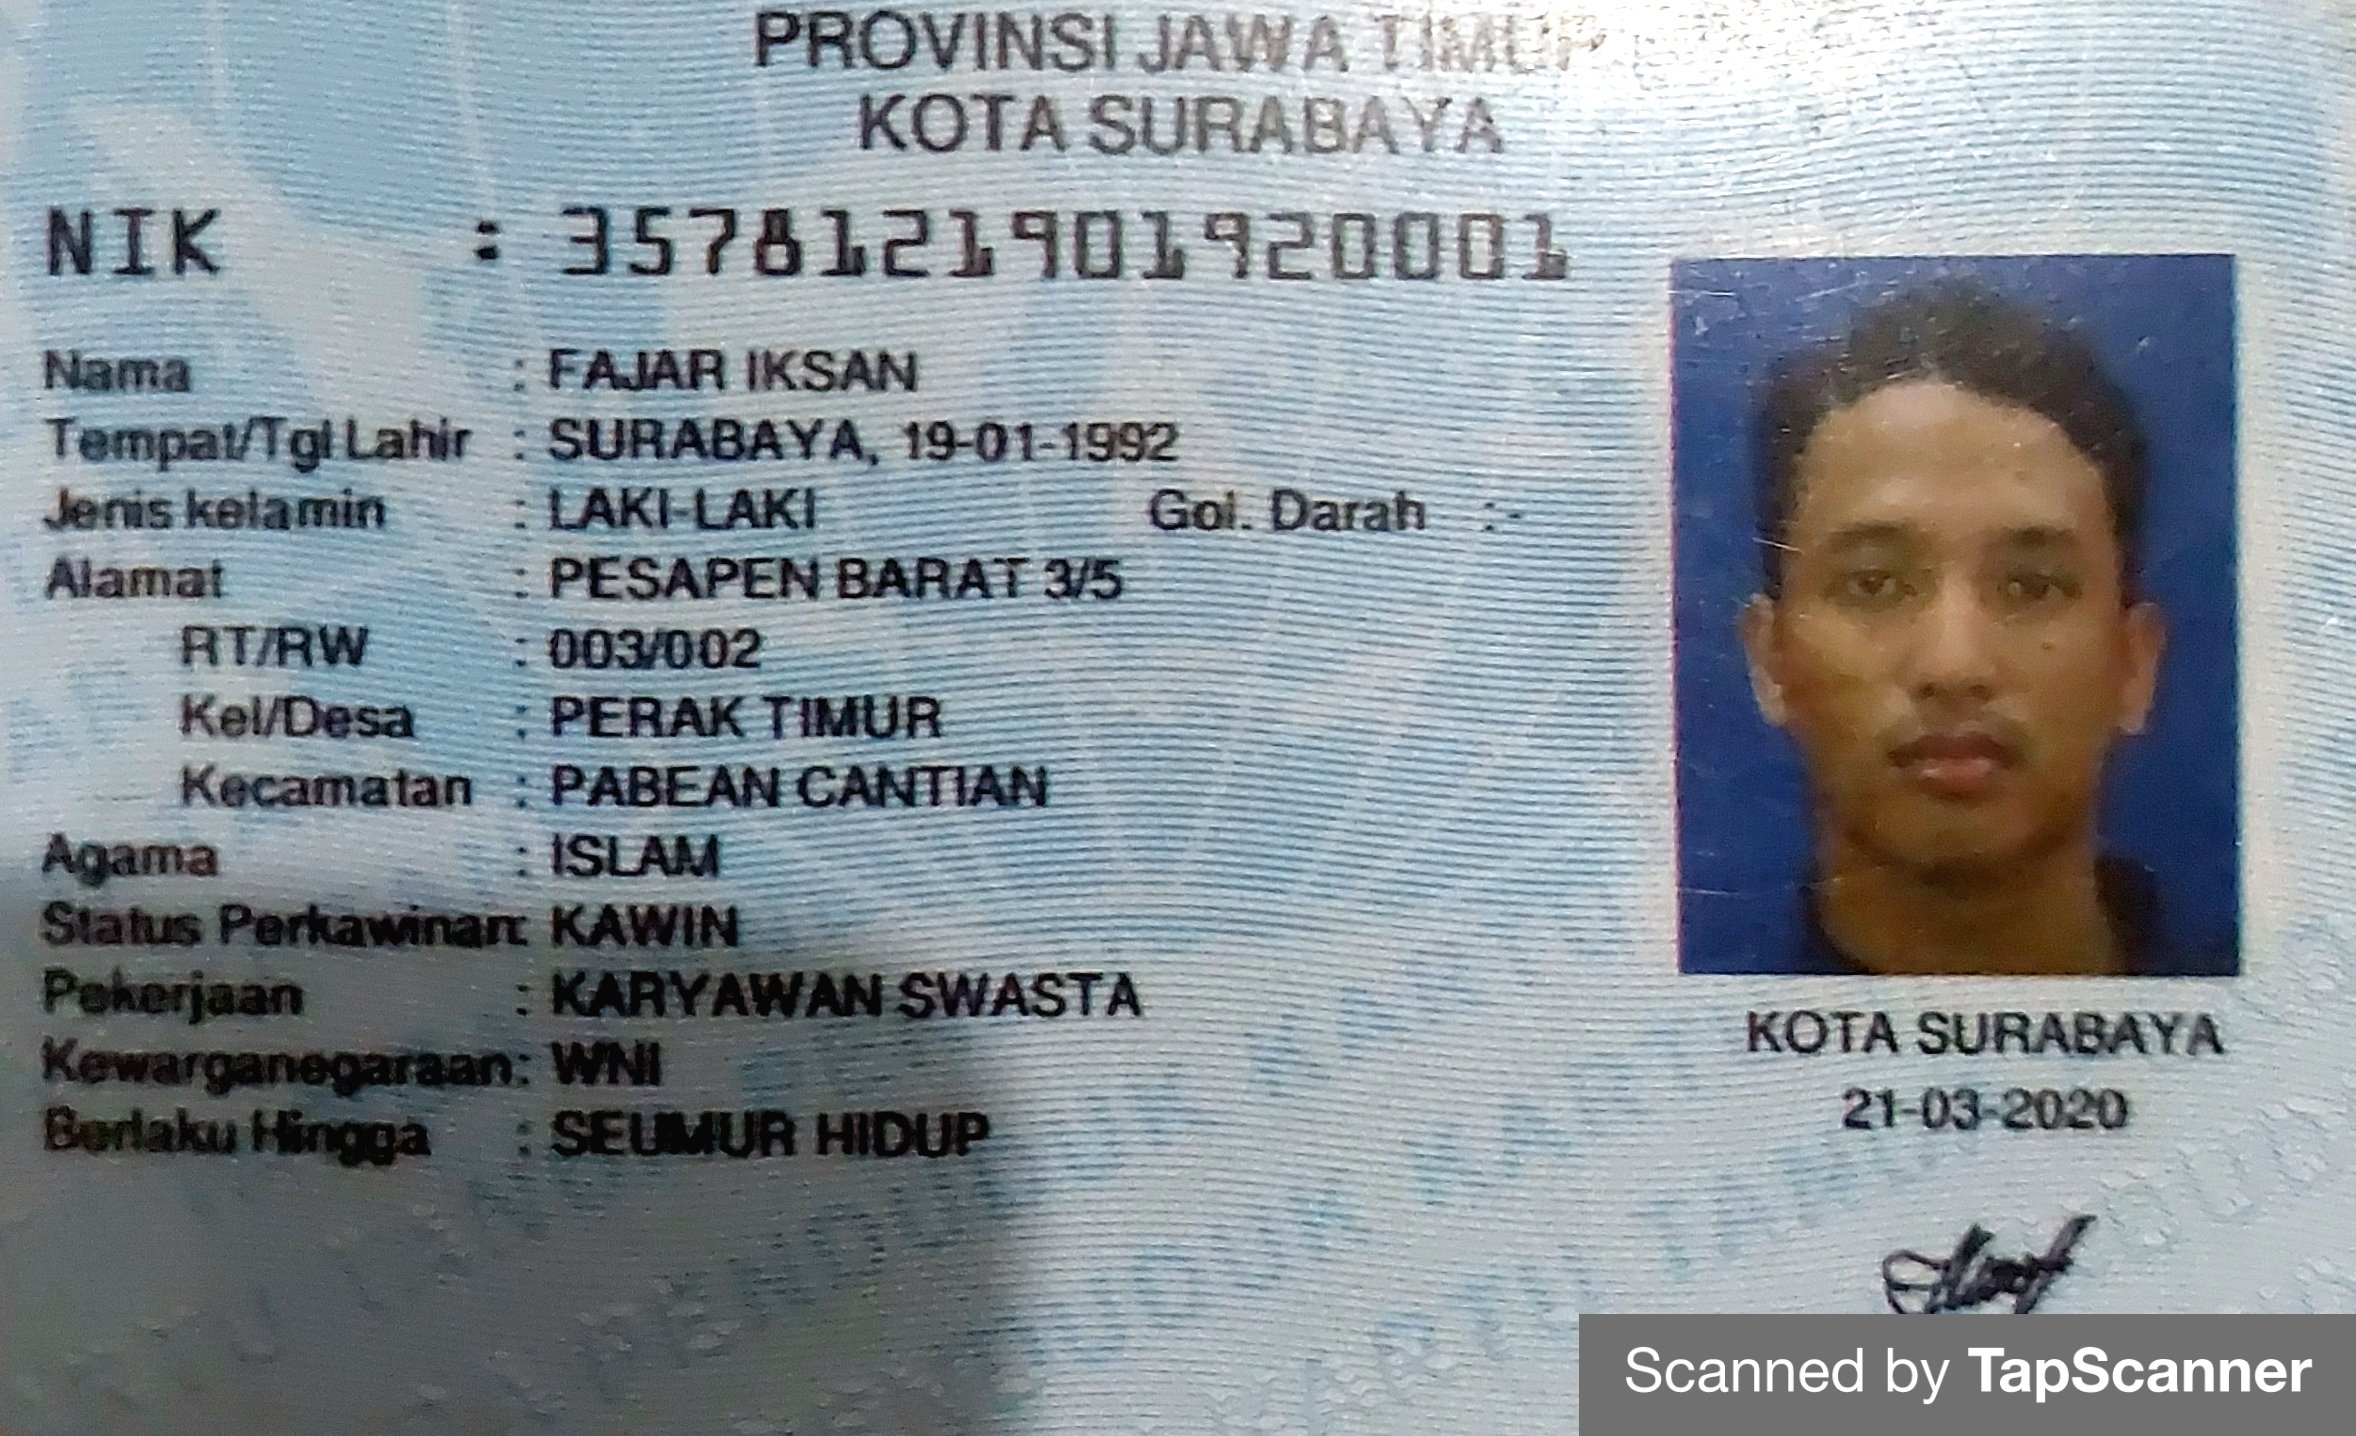 PROVINSI JAWA TIMUR
KOTA SURABAYA
NIK : 3578121901920001
Nama : FAJAR IKSAN
Tempat/Tgl Lahir : SURABAYA, 19-01-1992
Jenis kelamin : LAKI-LAKI Gol. Darah : -
Alamat : PESAPEN BARAT 3/5
RT/RW : 003/002
Kel/Desa : PERAK TIMUR
Kecamatan : PABEAN CANTIAN
Agama : ISLAM
Status Perkawinan: KAWIN
Pekerjaan : KARYAWAN SWASTA
Kewarganegaraan: WNI
Berlaku Hingga : SEUMUR HIDUP
KOTA SURABAYA
21-03-2020
Scanned by TapScanner